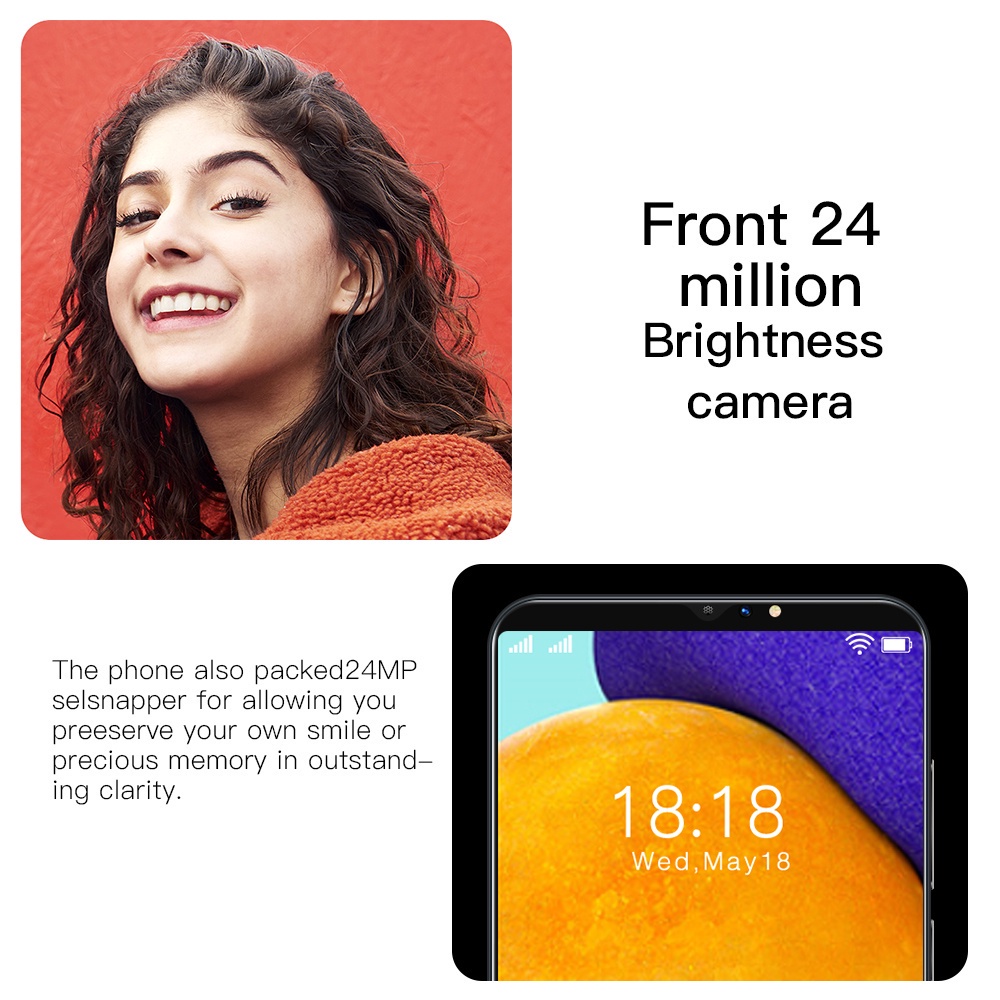 Front 24
million
Brightness
camera
The phone also packed24MP
selsnapper for allowing you
preeserve your own smile or
precious memory in outstand–
ing clarity.
18:18
Wed,May18